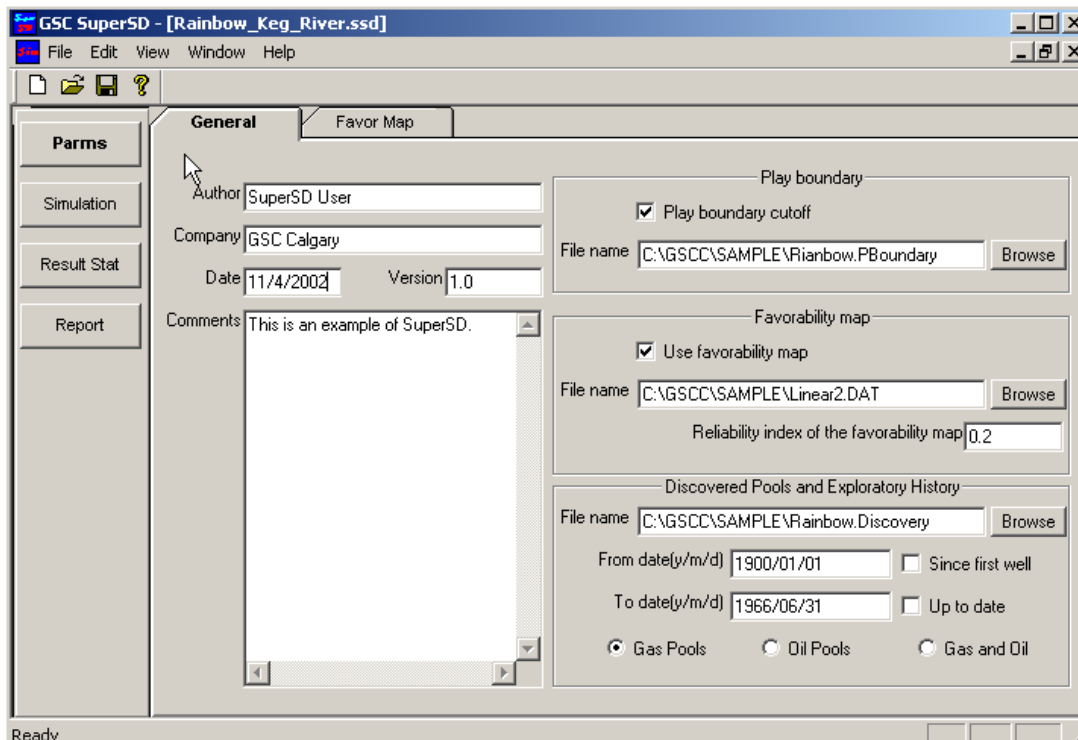 GSC SuperSD - [Rainbow_Keg_River.ssd]
File Edit View Window Help
General Favor Map
Parms
Simulation
Result Stat
Report
Author SuperSD User
Company GSC Calgary
Date 11/4/2002 Version 1.0
Comments This is an example of SuperSD.
Play boundary
Play boundary cutoff
File name C:\GSCC\SAMPLE\Rianbow.PBoundary Browse
Favorability map
Use favorability map
File name C:\GSCC\SAMPLE\Linear2.DAT Browse
Reliability index of the favorability map 0.2
Discovered Pools and Exploratory History
File name C:\GSCC\SAMPLE\Rainbow.Discovery Browse
From date(y/m/d) 1900/01/01 Since first well
To date(y/m/d) 1966/06/31 Up to date
Gas Pools Oil Pools Gas and Oil
Ready